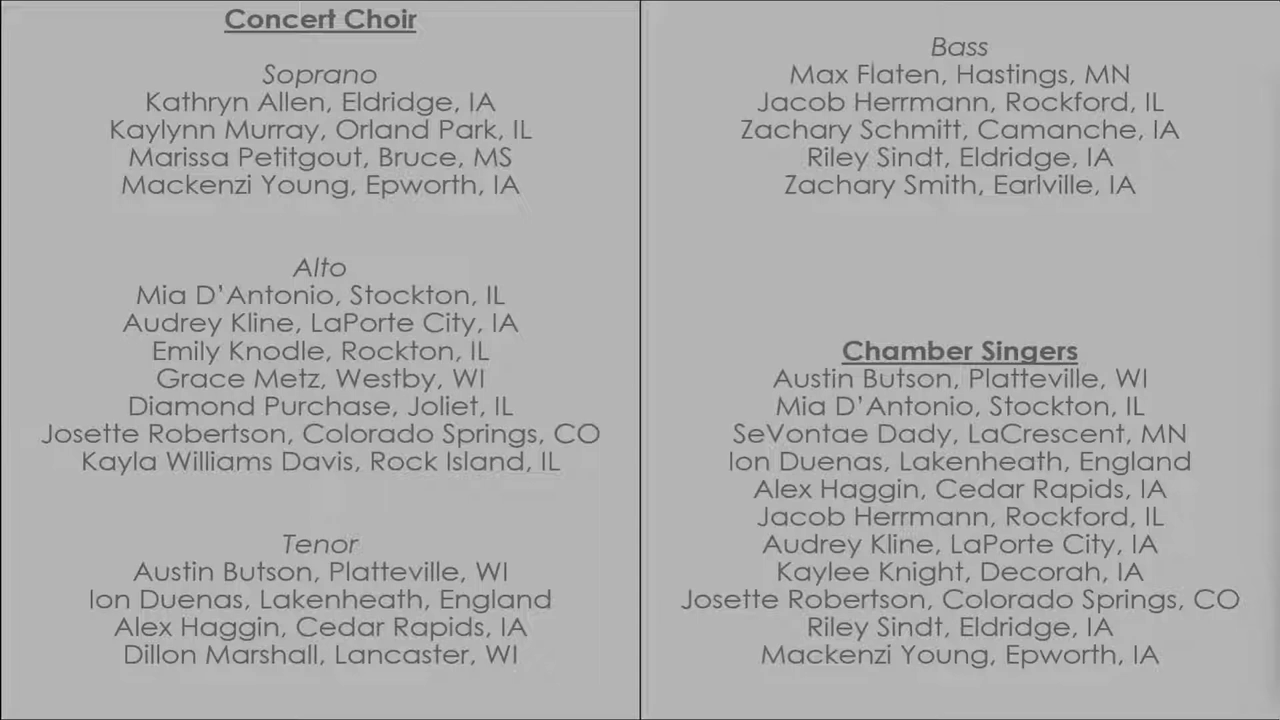 Concert Choir
Soprano
Kathryn Allen, Eldridge, IA
Kaylynn Murray, Orland Park, IL
Marissa Petitgout, Bruce, MS
Mackenzi Young, Epworth, IA
Alto
Mia D’Antonio, Stockton, IL
Audrey Kline, LaPorte City, IA
Emily Knodle, Rockton, IL
Grace Metz, Westby, WI
Diamond Purchase, Joliet, IL
Josette Robertson, Colorado Springs, CO
Kayla Williams Davis, Rock Island, IL
Tenor
Austin Butson, Platteville, WI
Ion Duenas, Lakenheath, England
Alex Haggin, Cedar Rapids, IA
Dillon Marshall, Lancaster, WI
Bass
Max Flaten, Hastings, MN
Jacob Herrmann, Rockford, IL
Zachary Schmitt, Camanche, IA
Riley Sindt, Eldridge, IA
Zachary Smith, Earlville, IA
Chamber Singers
Austin Butson, Platteville, WI
Mia D’Antonio, Stockton, IL
SeVontae Dady, LaCrescent, MN
Ion Duenas, Lakenheath, England
Alex Haggin, Cedar Rapids, IA
Jacob Herrmann, Rockford, IL
Audrey Kline, LaPorte City, IA
Kaylee Knight, Decorah, IA
Josette Robertson, Colorado Springs, CO
Riley Sindt, Eldridge, IA
Mackenzi Young, Epworth, IA